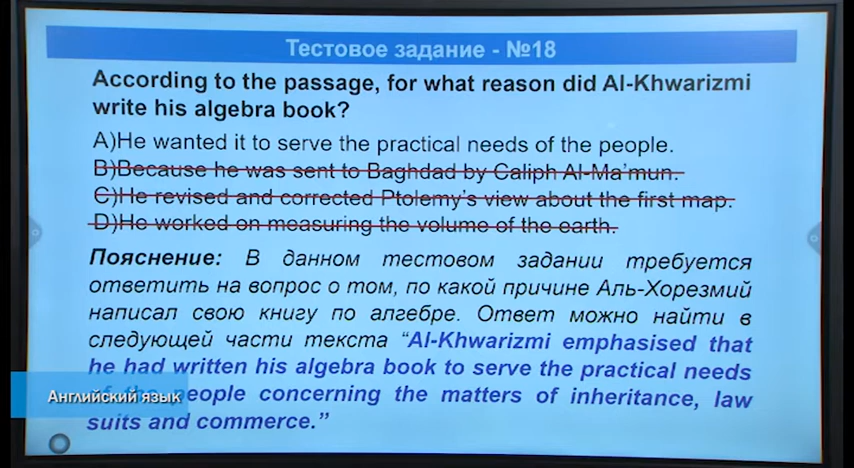 Тестовое задание - №18
According to the passage, for what reason did Al-Khwarizmi
write his algebra book?
A)He wanted it to serve the practical needs of the people.
B)Because he was sent to Baghdad by Caliph Al-Ma'mun.
C)He revised and corrected Ptolemy's view about the first map.
D)He worked on measuring the volume of the earth.
Пояснение: В данном тестовом задании требуется
ответить на вопрос о том, по какой причине Аль-Хорезмий
написал свою книгу по алгебре. Ответ можно найти в
следующей части текста “Al-Khwarizmi emphasised that
he had written his algebra book to serve the practical needs
people concerning the matters of inheritance, law
suits and commerce.”
Английский язык